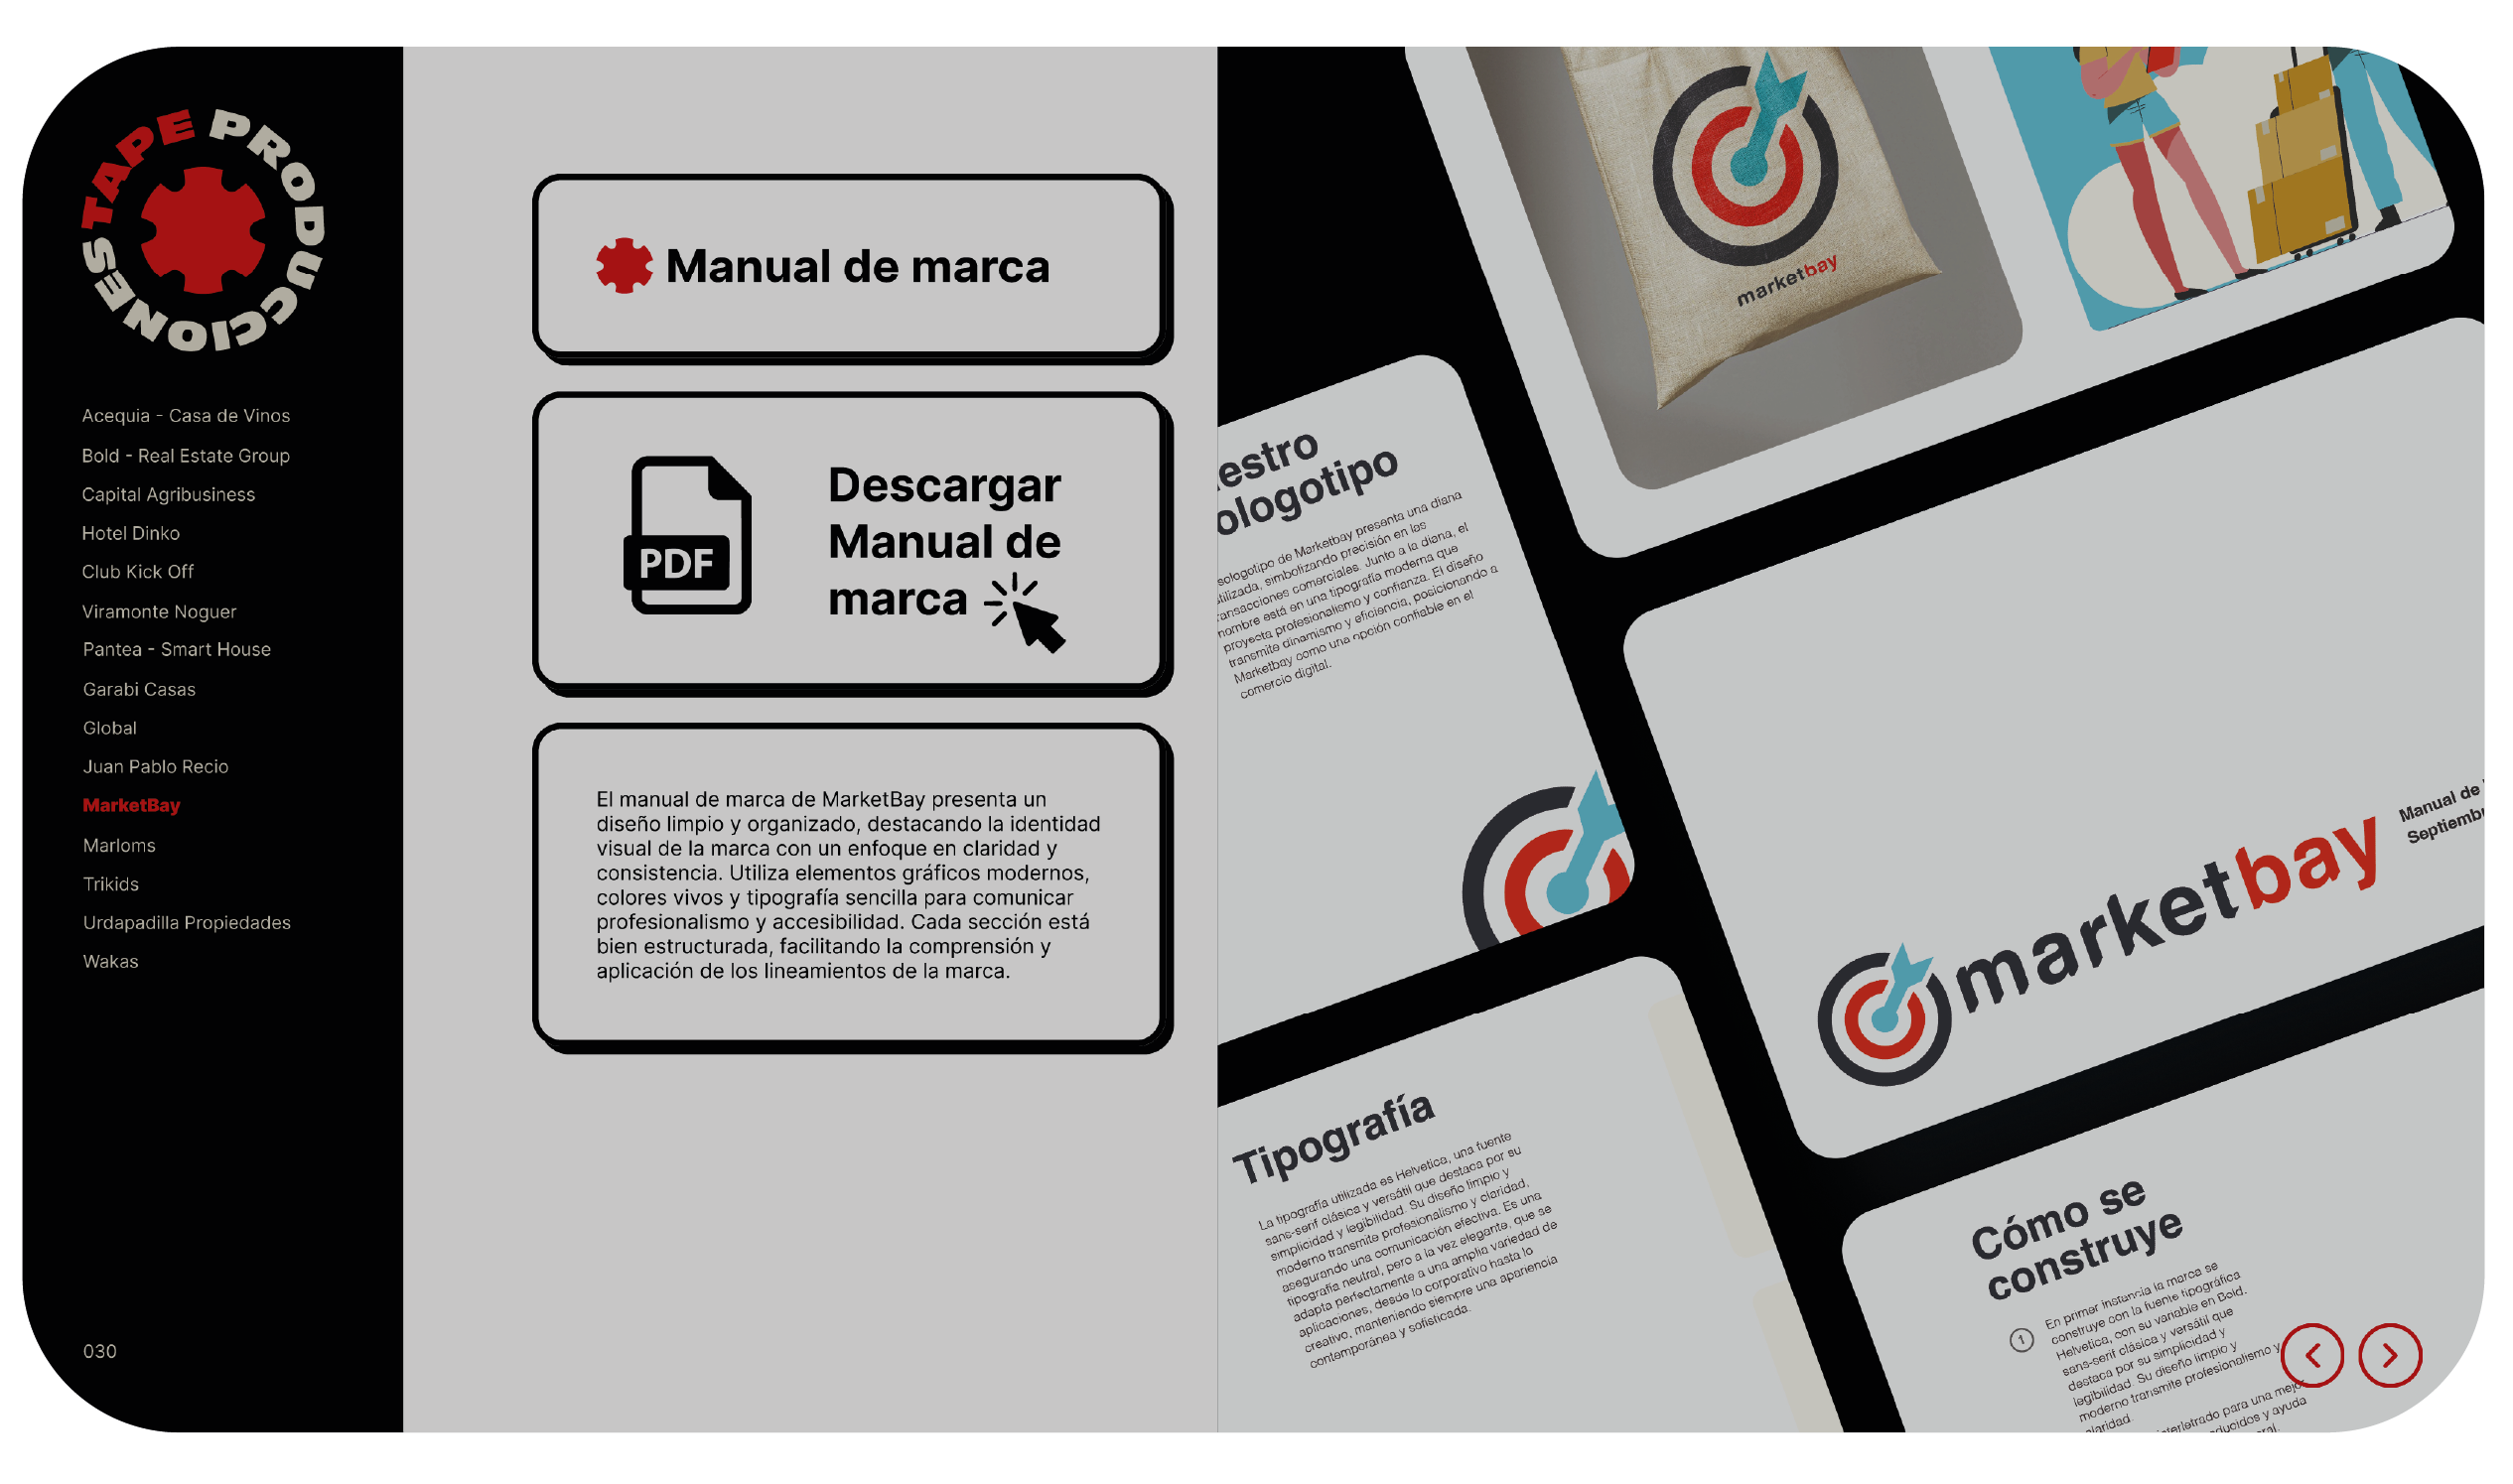 TAPE PRODUCCIONES
Acequia - Casa de Vinos
Bold - Real Estate Group
Capital Agribusiness
Hotel Dinko
Club Kick Off
Viramonte Noguer
Pantea - Smart House
Garabi Casas
Global
Juan Pablo Recio
MarketBay
Marloms
Trikids
Urdapadilla Propiedades
Wakas
030
Manual de marca
PDF
Descargar
Manual de
marca
El manual de marca de MarketBay presenta un
diseño limpio y organizado, destacando la identidad
visual de la marca con un enfoque en claridad y
consistencia. Utiliza elementos gráficos modernos,
colores vivos y tipografía sencilla para comunicar
profesionalismo y accesibilidad. Cada sección está
bien estructurada, facilitando la comprensión y
aplicación de los lineamientos de la marca.
marketbay
estro
ologotipo
sologotipo de Marketbay presenta una diana
tilizada, simbolizando precisión en las
ransacciones comerciales. Junto a la diana, el
nombre está en una tipografía moderna que
proyecta profesionalismo y confianza. El diseño
transmite dinamismo y eficiencia, posicionando a
Marketbay como una opción confiable en el
comercio digital.
marketbay
Manual de
Septiemb
Tipografía
La tipografía utilizada es Helvetica, una fuente
sans-serif clásica y versátil que destaca por su
simplicidad y legibilidad. Su diseño limpio y
moderno transmite profesionalismo y claridad,
asegurando una comunicación efectiva. Es una
tipografía neutral, pero a la vez elegante, que se
adapta perfectamente a una amplia variedad de
aplicaciones, desde lo corporativo hasta lo
creativo, manteniendo siempre una apariencia
contemporánea y sofisticada.
Cómo se
construye
1
En primer instancia la marca se
construye con la fuente tipográfica
Helvetica, con su variable en Bold.
sans-serif clásica y versátil que
destaca por su simplicidad y
legibilidad. Su diseño limpio y
moderno transmite profesionalismo y
claridad.
interletrado para una mejor
ducidos y ayuda
ral.